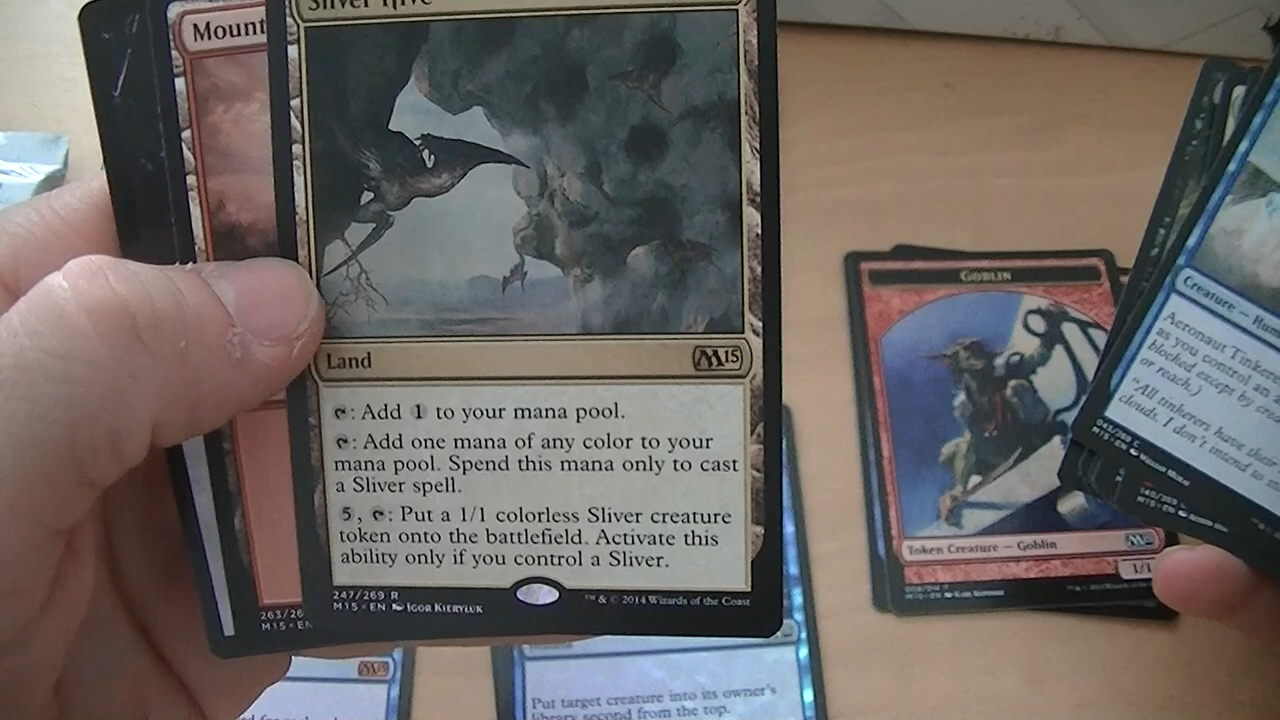 Sliver Hive
Land
M15
: Add 1 to your mana pool.
: Add one mana of any color to your
mana pool. Spend this mana only to cast
a Sliver spell.
5, : Put a 1/1 colorless Sliver creature
token onto the battlefield. Activate this
ability only if you control a Sliver.
247/269 R
M15 • EN IGOR KIERYLUK
™ & © 2014 Wizards of the Coast
Mount
263/26
M15 • EN
M15
Put target creature into its owner's
library second from the top.
GOBLIN
Token Creature — Goblin
1/1
Creature — Hum
Aeronaut Tinkere
as you control an
blocked except by
or reach.)
"All tinkerers have their
clouds. I don't intend to